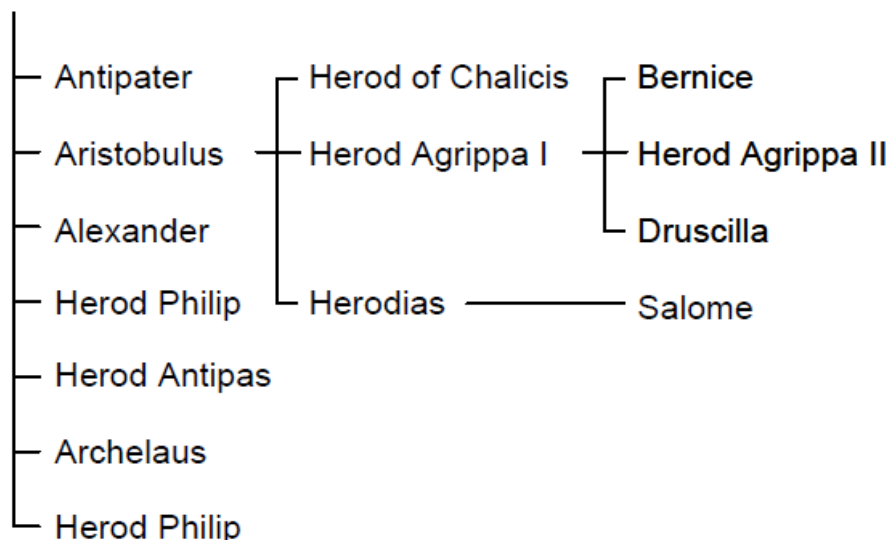 Antipater Herod of Chalicis Bernice
Aristobulus Herod Agrippa I Herod Agrippa II
Alexander Druscilla
Herod Philip Herodias Salome
Herod Antipas
Archelaus
Herod Philip